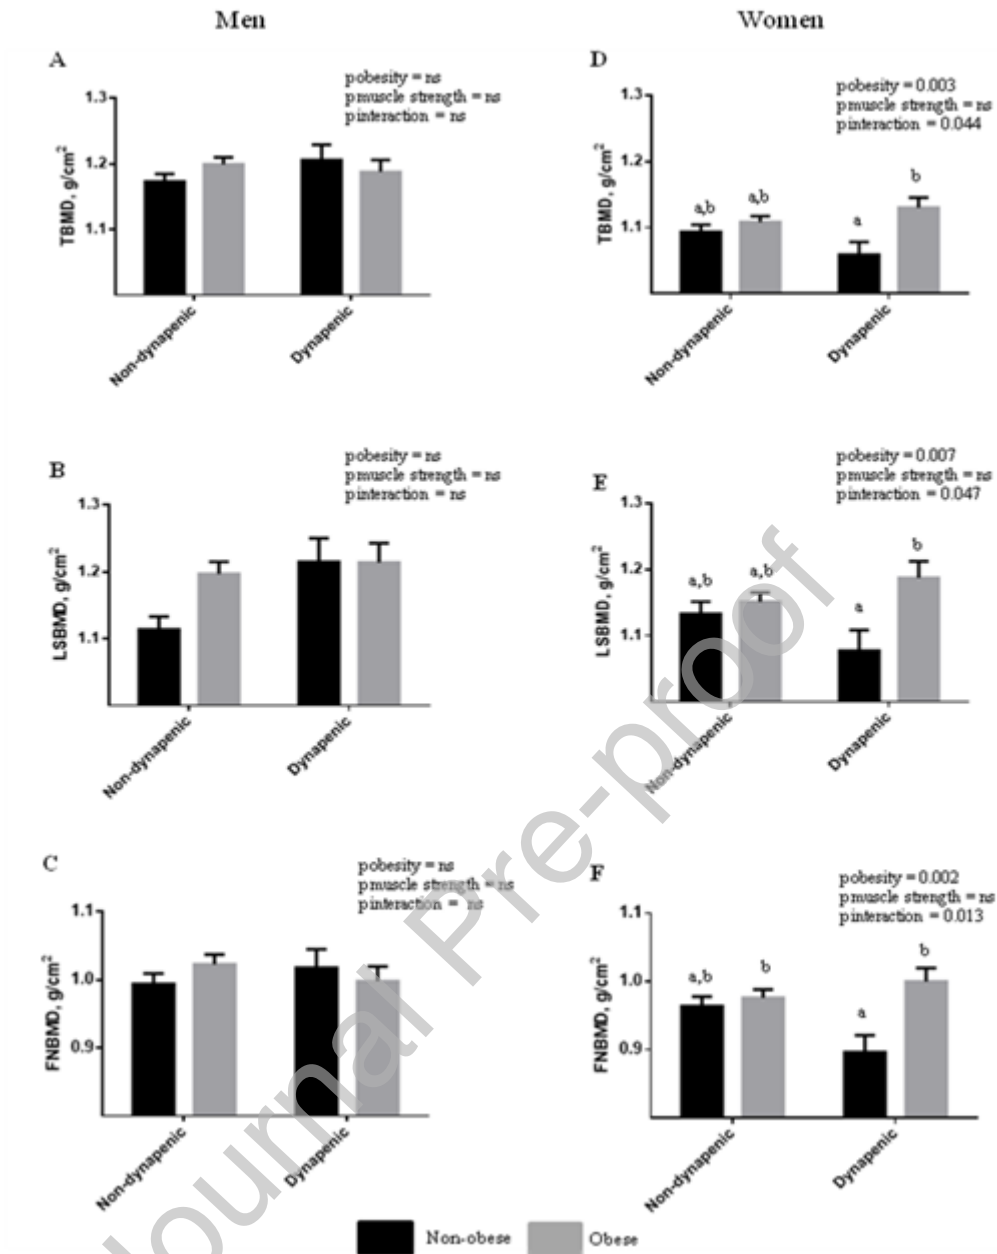 Men
Women
A
pobesity = ns
pmuscle strength = ns
pinteraction = ns
TBMD, g/cm²
1.3
1.2
1.1
Non-dynapenic
Dynapenic
D
pobesity = 0.003
pmuscle strength = ns
pinteraction = 0.044
TBMD, g/cm²
1.3
1.2
1.1
a,b
a,b
a
b
Non-dynapenic
Dynapenic
B
pobesity = ns
pmuscle strength = ns
pinteraction = ns
LSBMD, g/cm²
1.3
1.2
1.1
Non-dynapenic
Dynapenic
E
pobesity = 0.007
pmuscle strength = ns
pinteraction = 0.047
LSBMD, g/cm²
1.3
1.2
1.1
a,b
a,b
a
b
Non-dynapenic
Dynapenic
C
pobesity = ns
pmuscle strength = ns
pinteraction = ns
FNBMD, g/cm²
1.1
1.0
0.9
Non-dynapenic
Dynapenic
F
pobesity = 0.002
pmuscle strength = ns
pinteraction = 0.013
FNBMD, g/cm²
1.1
1.0
0.9
a,b
b
a
b
Non-dynapenic
Dynapenic
Non-obese
Obese
Journal Pre-proof